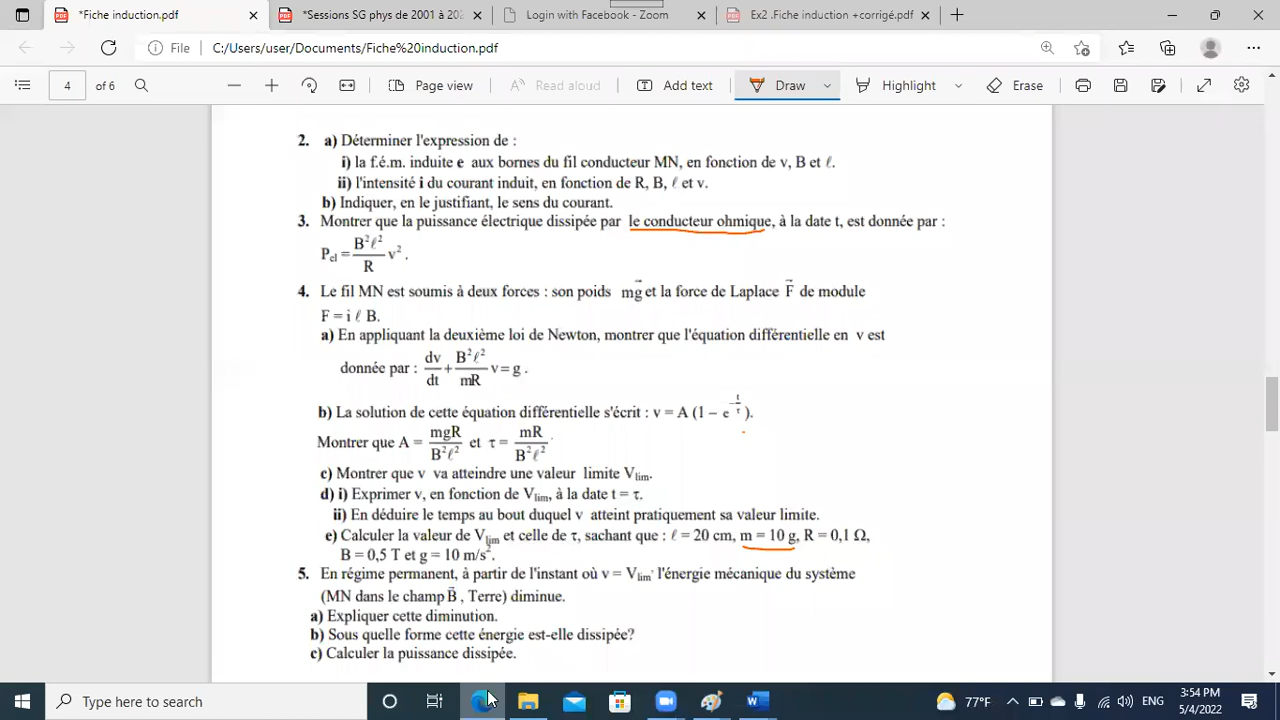 *Fiche induction.pdf
*Sessions SG phys de 2001 à 20
Login with Facebook - Zoom
Ex2 .Fiche induction +corrigé.pdf
File C:/Users/user/Documents/Fiche%20induction.pdf
4 of 6
Page view
Read aloud
Add text
Draw
Highlight
Erase
2. a) Déterminer l'expression de :
i) la f.é.m. induite e aux bornes du fil conducteur MN, en fonction de v, B et ℓ.
ii) l'intensité i du courant induit, en fonction de R, B, ℓ et v.
b) Indiquer, en le justifiant, le sens du courant.
3. Montrer que la puissance électrique dissipée par le conducteur ohmique, à la date t, est donnée par :
Pél = B²ℓ²/R v² .
4. Le fil MN est soumis à deux forces : son poids mg⃗ et la force de Laplace F⃗ de module
F = i ℓ B.
a) En appliquant la deuxième loi de Newton, montrer que l'équation différentielle en v est
donnée par : dv/dt + B²ℓ²/mR v = g .
b) La solution de cette équation différentielle s'écrit : v = A (1 – e^(-t/τ)).
Montrer que A = mgR/B²ℓ² et τ = mR/B²ℓ² .
c) Montrer que v va atteindre une valeur limite Vlim.
d) i) Exprimer v, en fonction de Vlim, à la date t = τ.
ii) En déduire le temps au bout duquel v atteint pratiquement sa valeur limite.
e) Calculer la valeur de Vlim et celle de τ, sachant que : ℓ = 20 cm, m = 10 g, R = 0,1 Ω,
B = 0,5 T et g = 10 m/s².
5. En régime permanent, à partir de l'instant où v = Vlim, l'énergie mécanique du système
(MN dans le champ B⃗ , Terre) diminue.
a) Expliquer cette diminution.
b) Sous quelle forme cette énergie est-elle dissipée?
c) Calculer la puissance dissipée.
Type here to search
77°F
ENG
3:54 PM
5/4/2022